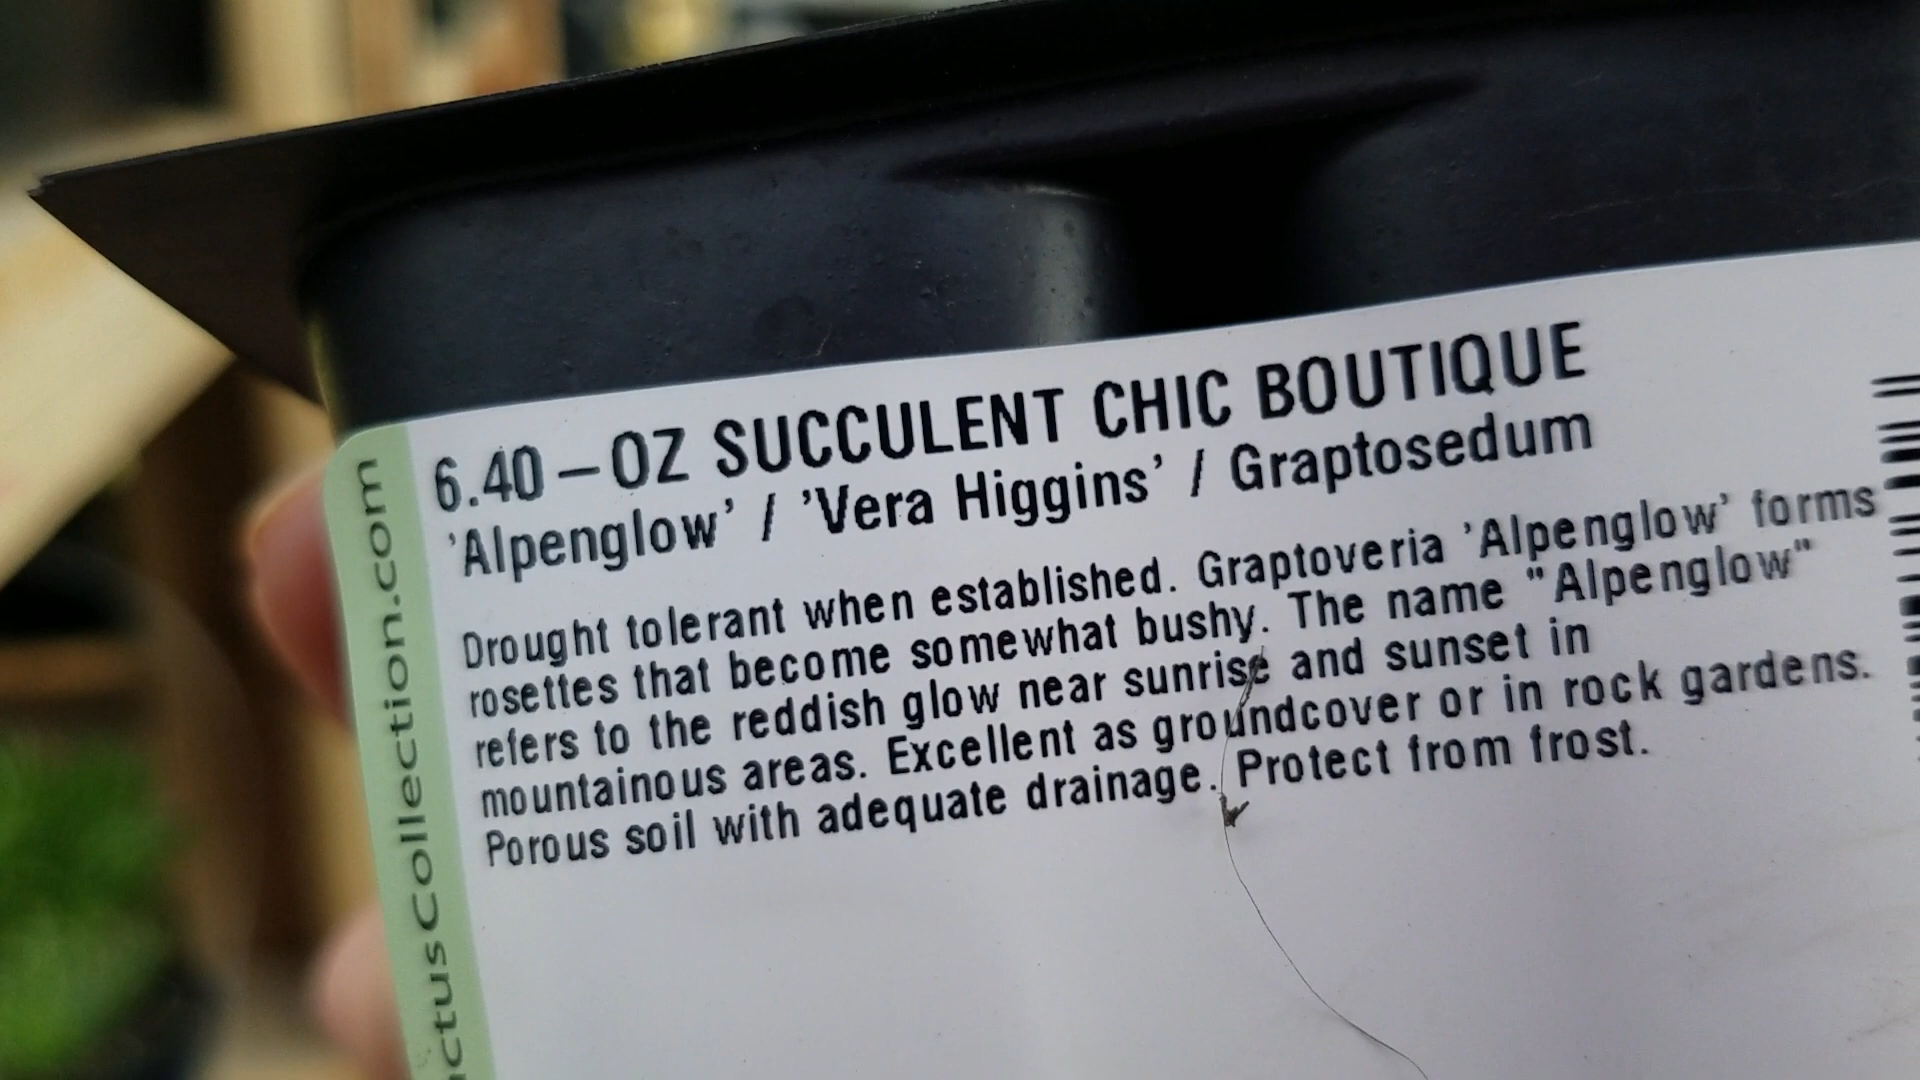 6.40-OZ SUCCULENT CHIC BOUTIQUE
'Alpenglow' / 'Vera Higgins' / Graptosedum
Drought tolerant when established. Graptoveria 'Alpenglow' forms
rosettes that become somewhat bushy. The name "Alpenglow"
refers to the reddish glow near sunrise and sunset in
mountainous areas. Excellent as groundcover or in rock gardens.
Porous soil with adequate drainage. Protect from frost.
ctusCollection.com